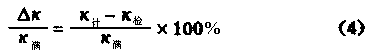 Δκ/κ满 = (κ计 − κ检)/κ满 × 100% (4)